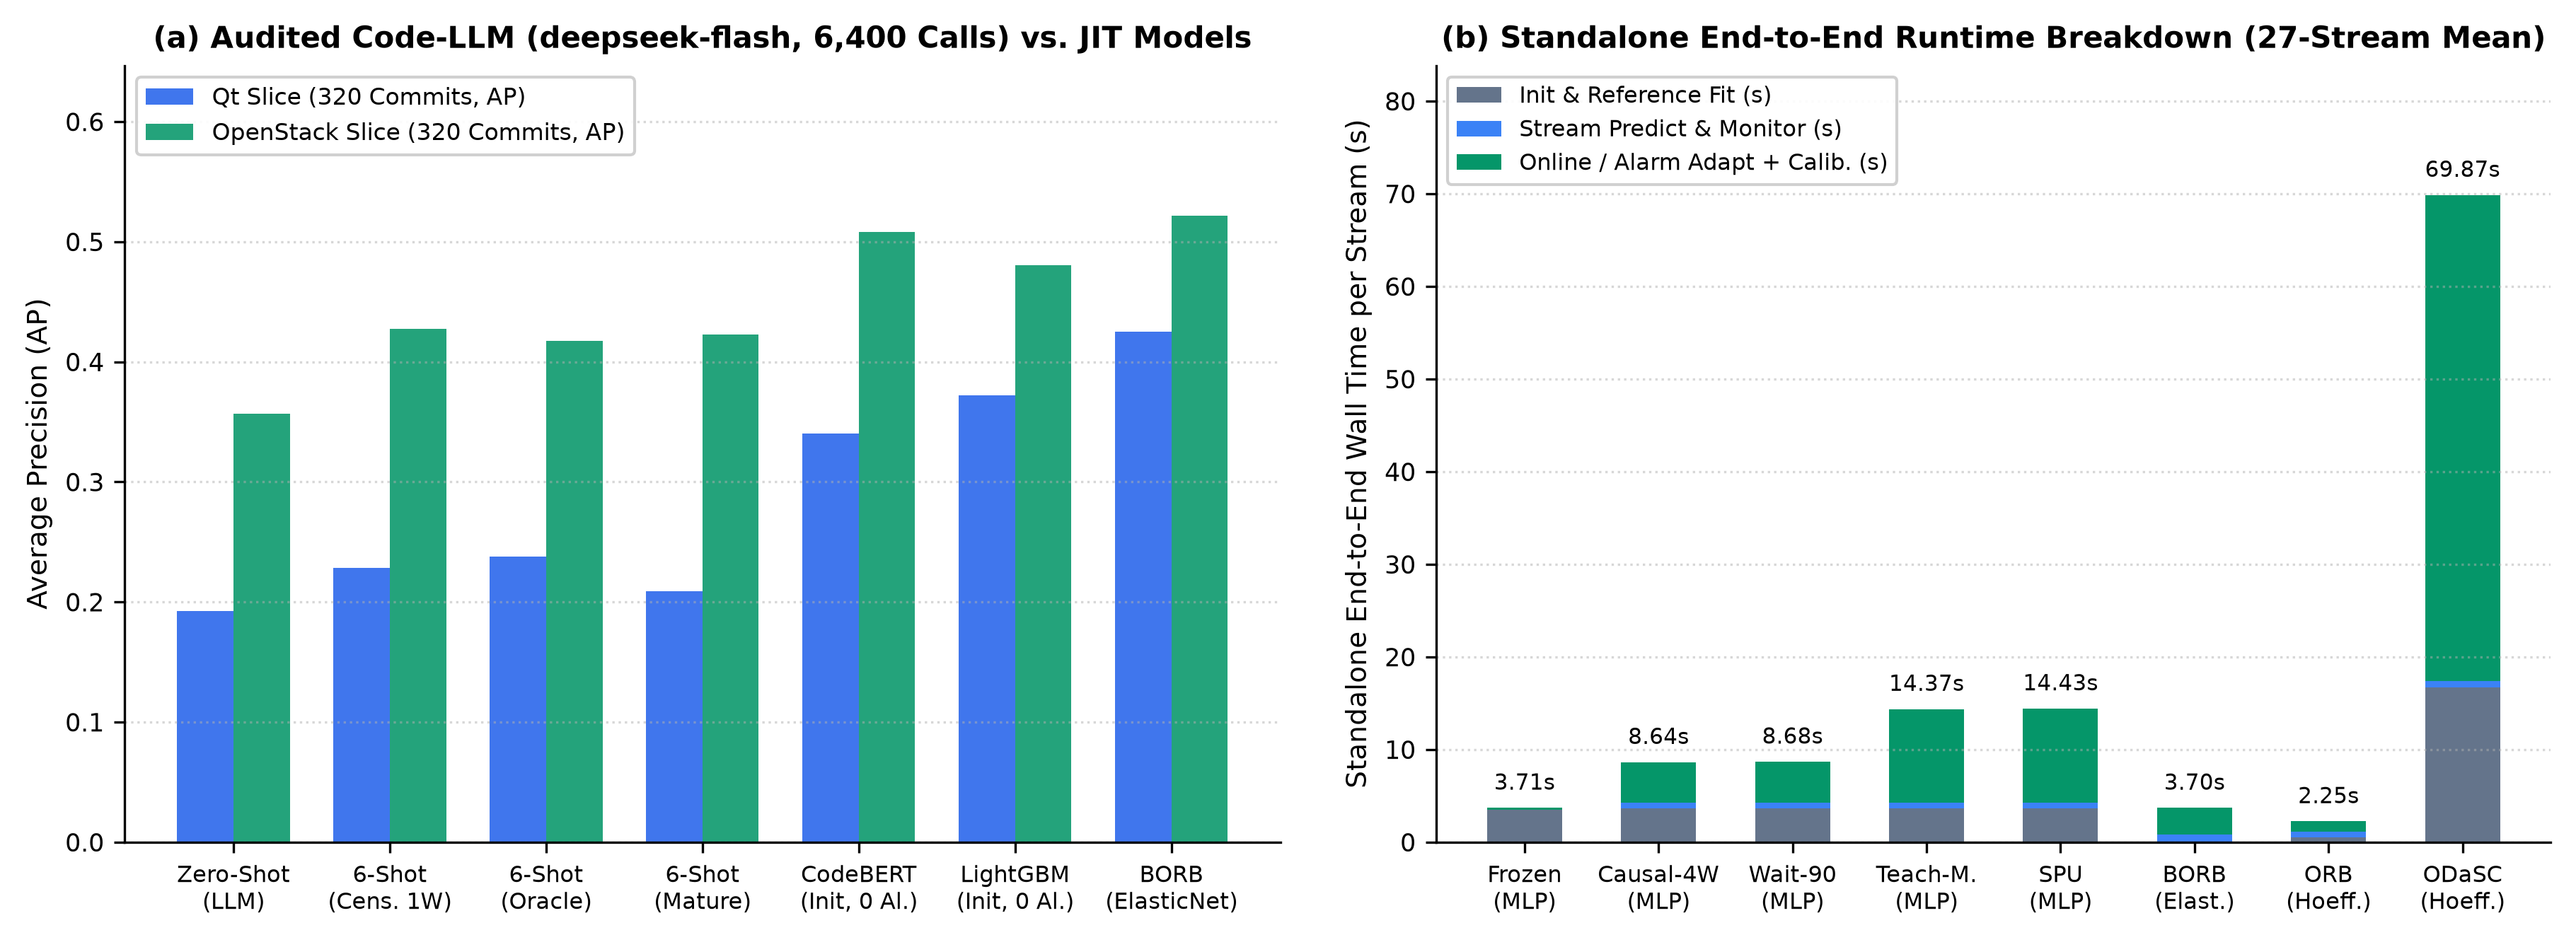 (a) Audited Code-LLM (deepseek-flash, 6,400 Calls) vs. JIT Models
Qt Slice (320 Commits, AP)
OpenStack Slice (320 Commits, AP)
Average Precision (AP)
0.6
0.5
0.4
0.3
0.2
0.1
0.0
Zero-Shot
(LLM)
6-Shot
(Cens. 1W)
6-Shot
(Oracle)
6-Shot
(Mature)
CodeBERT
(Init, 0 Al.)
LightGBM
(Init, 0 Al.)
BORB
(ElasticNet)
(b) Standalone End-to-End Runtime Breakdown (27-Stream Mean)
Init & Reference Fit (s)
Stream Predict & Monitor (s)
Online / Alarm Adapt + Calib. (s)
Standalone End-to-End Wall Time per Stream (s)
80
70
60
50
40
30
20
10
0
3.71s
8.64s
8.68s
14.37s
14.43s
3.70s
2.25s
69.87s
Frozen
(MLP)
Causal-4W
(MLP)
Wait-90
(MLP)
Teach-M.
(MLP)
SPU
(MLP)
BORB
(Elast.)
ORB
(Hoeff.)
ODaSC
(Hoeff.)